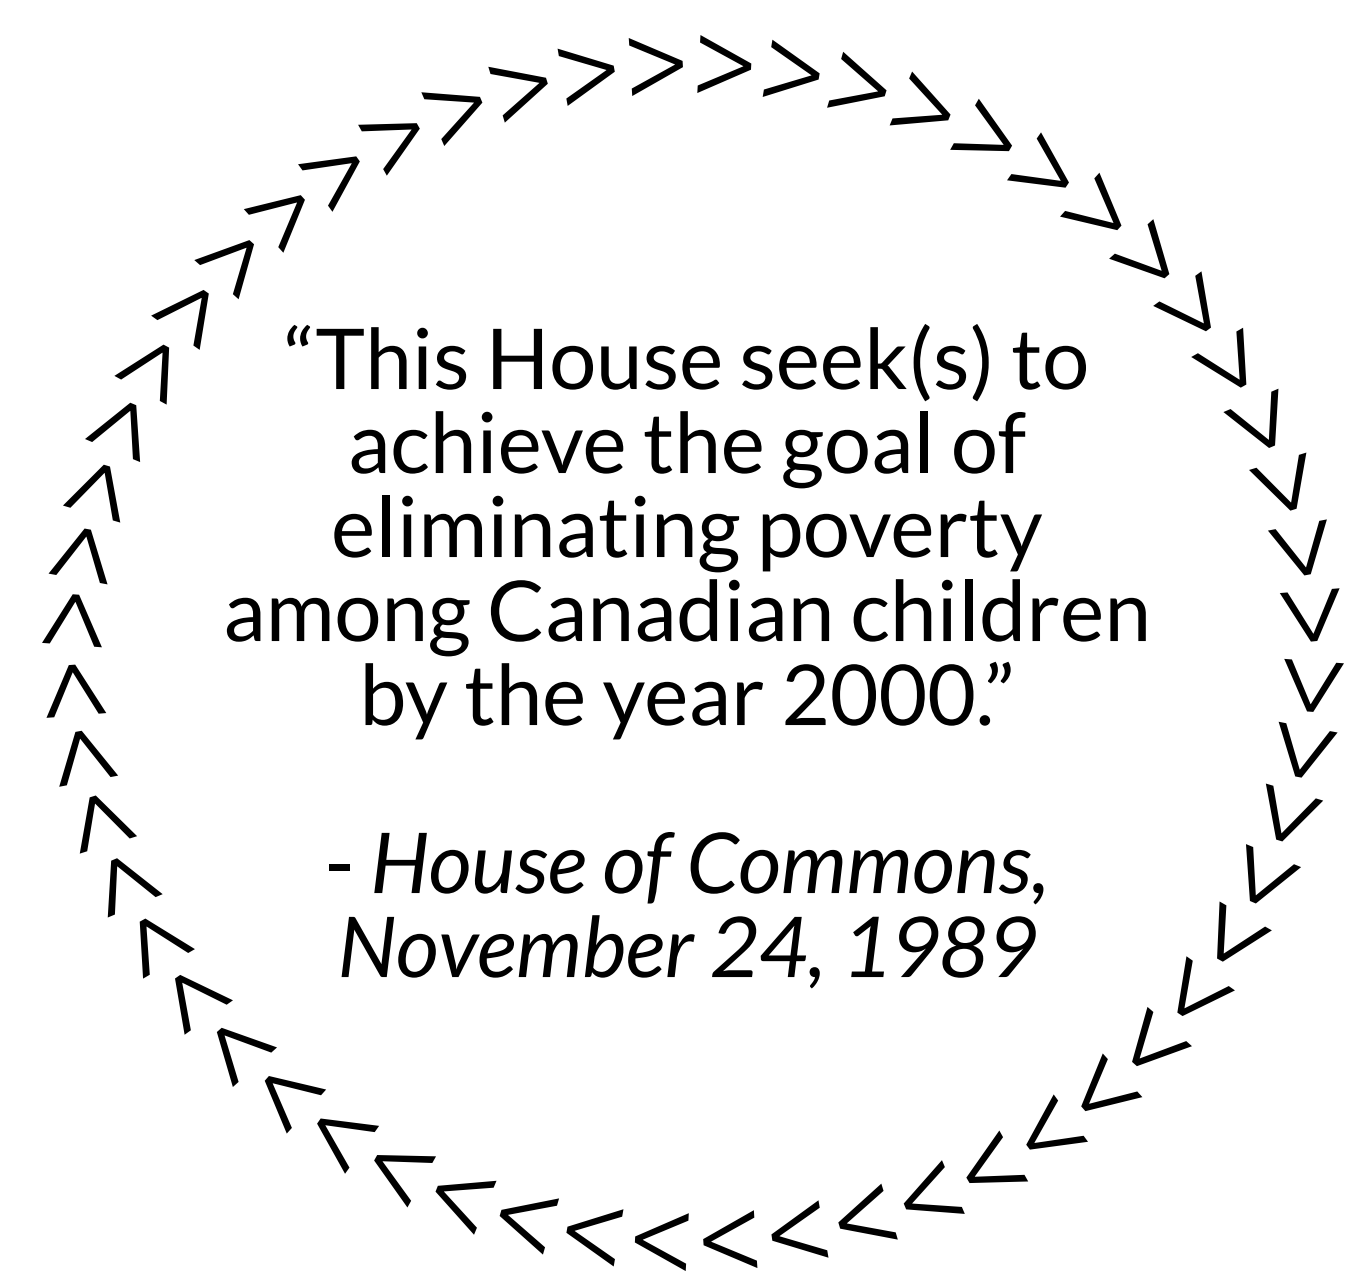 “This House seek(s) to
achieve the goal of
eliminating poverty
among Canadian children
by the year 2000.”
- House of Commons,
November 24, 1989